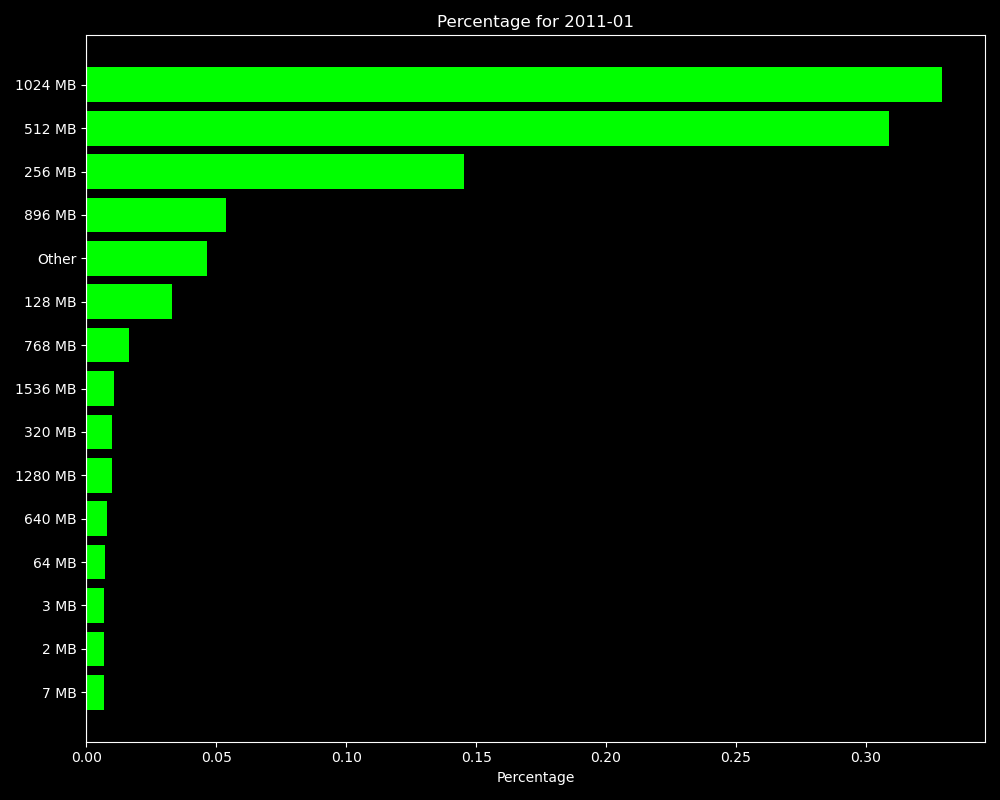 Percentage for 2011-01
1024 MB
512 MB
256 MB
896 MB
Other
128 MB
768 MB
1536 MB
320 MB
1280 MB
640 MB
64 MB
3 MB
2 MB
7 MB
0.00 0.05 0.10 0.15 0.20 0.25 0.30
Percentage